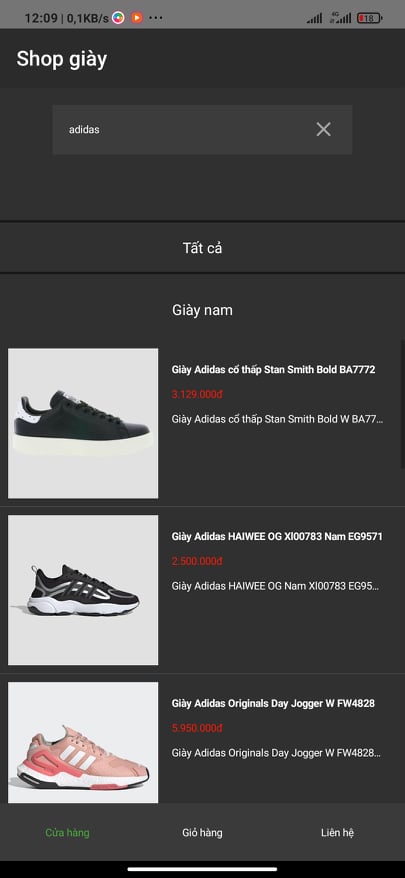 12:09 | 0,1KB/s
4G
18
Shop giày
adidas
Tất cả
Giày nam
Giày Adidas cổ thấp Stan Smith Bold BA7772
3.129.000đ
Giày Adidas cổ thấp Stan Smith Bold W BA77...
Giày Adidas HAIWEE OG Xl00783 Nam EG9571
2.500.000đ
Giày Adidas HAIWEE OG Nam Xl00783 EG95...
Giày Adidas Originals Day Jogger W FW4828
5.950.000đ
Giày Adidas Originals Day Jogger W FW4828...
Cửa hàng
Giỏ hàng
Liên hệ